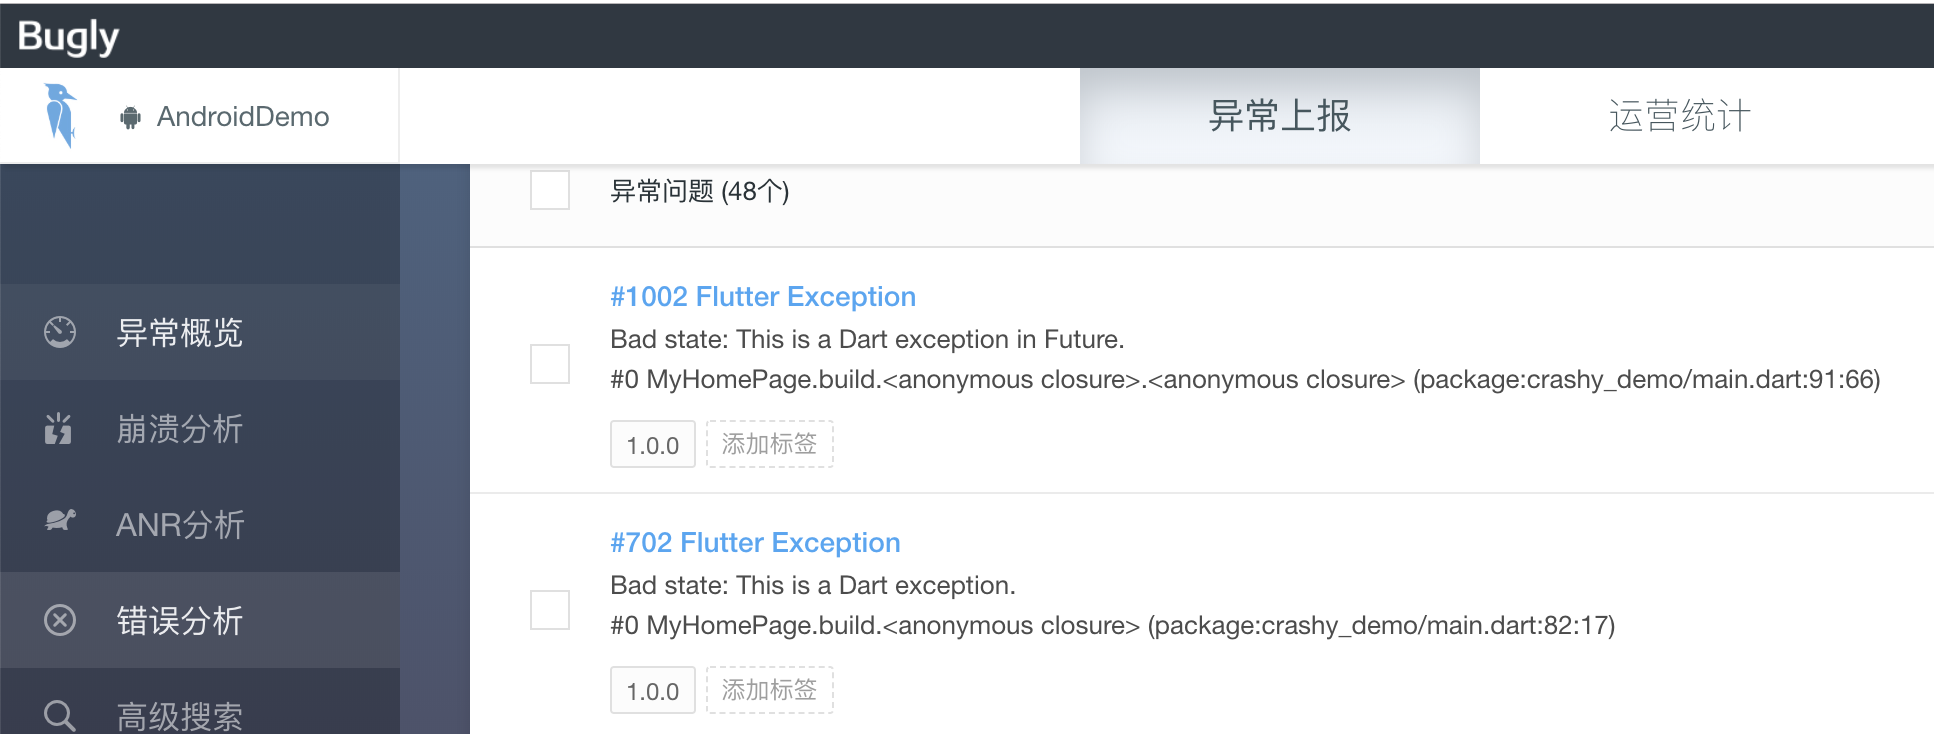 Bugly
AndroidDemo
异常上报
运营统计
异常概览
崩溃分析
ANR分析
错误分析
高级搜索
异常问题 (48个)
#1002 Flutter Exception
Bad state: This is a Dart exception in Future.
#0 MyHomePage.build.<anonymous closure>.<anonymous closure> (package:crashy_demo/main.dart:91:66)
1.0.0 添加标签
#702 Flutter Exception
Bad state: This is a Dart exception.
#0 MyHomePage.build.<anonymous closure> (package:crashy_demo/main.dart:82:17)
1.0.0 添加标签